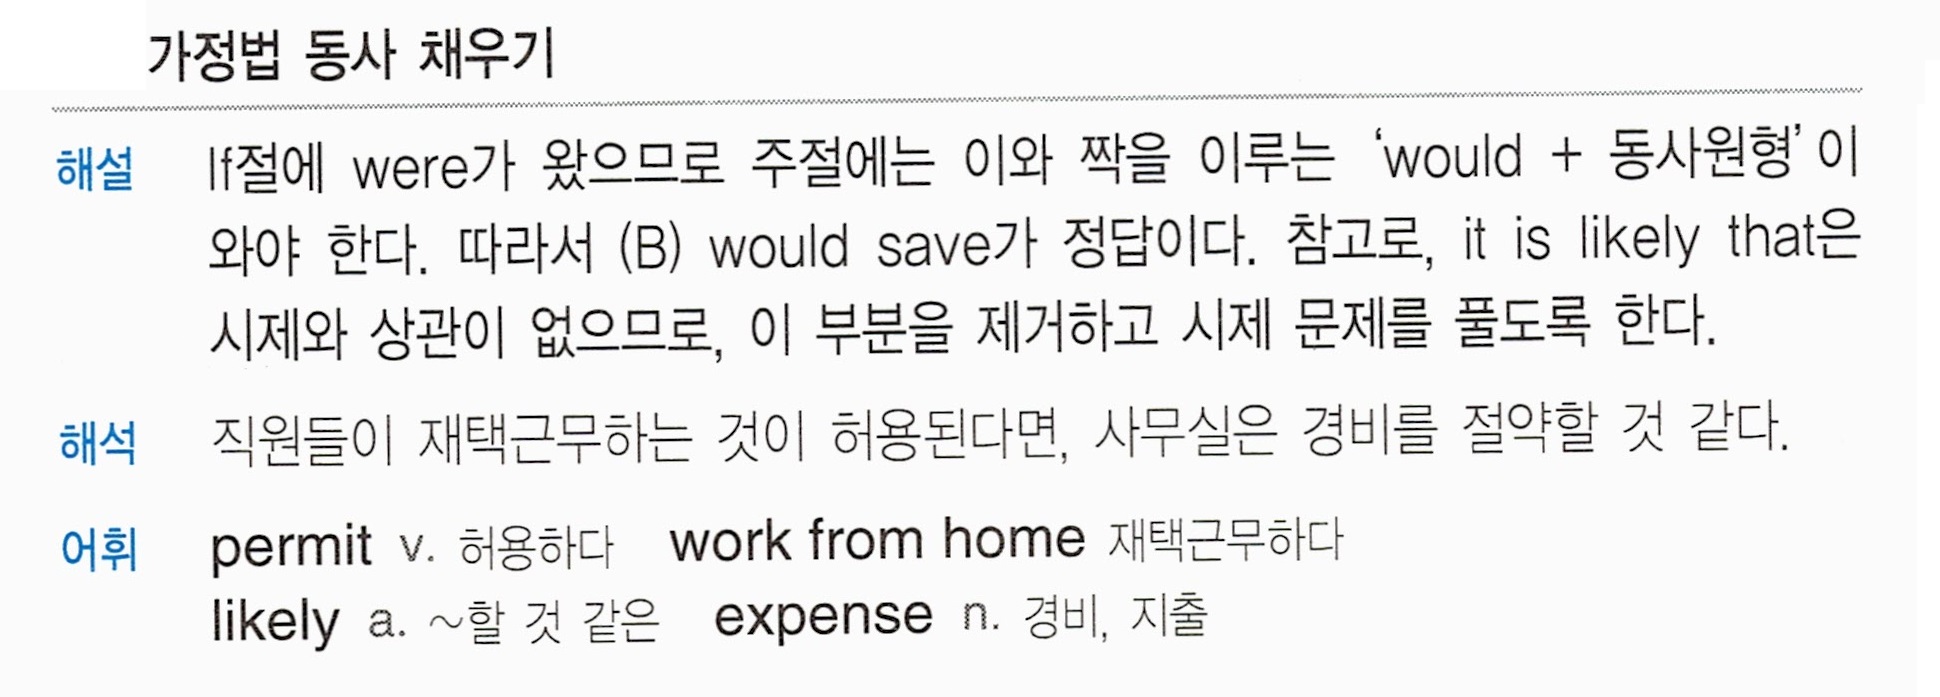 가정법 동사 채우기
해설 If절에 were가 왔으므로 주절에는 이와 짝을 이루는 ‘would + 동사원형’이
와야 한다. 따라서 (B) would save가 정답이다. 참고로, it is likely that은
시제와 상관이 없으므로, 이 부분을 제거하고 시제 문제를 풀도록 한다.
해석 직원들이 재택근무하는 것이 허용된다면, 사무실은 경비를 절약할 것 같다.
어휘 permit v. 허용하다 work from home 재택근무하다
likely a. ~할 것 같은 expense n. 경비, 지출